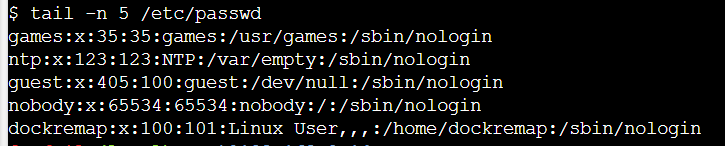 $ tail -n 5 /etc/passwd
games:x:35:35:games:/usr/games:/sbin/nologin
ntp:x:123:123:NTP:/var/empty:/sbin/nologin
guest:x:405:100:guest:/dev/null:/sbin/nologin
nobody:x:65534:65534:nobody:/:/sbin/nologin
dockremap:x:100:101:Linux User,,,:/home/dockremap:/sbin/nologin